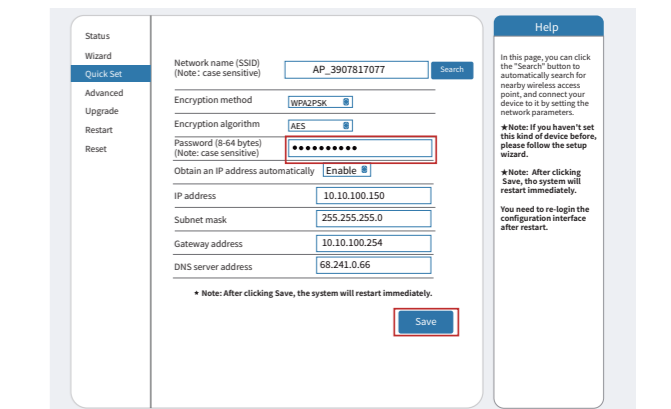 Status
Wizard
Quick Set
Advanced
Upgrade
Restart
Reset
Network name (SSID)
(Note: case sensitive)
AP_3907817077
Search
Encryption method
WPA2PSK
Encryption algorithm
AES
Password (8-64 bytes)
(Note: case sensitive)
●●●●●●●●●●
Obtain an IP address automatically
Enable
IP address
10.10.100.150
Subnet mask
255.255.255.0
Gateway address
10.10.100.254
DNS server address
68.241.0.66
★ Note: After clicking Save, the system will restart immediately.
Save
Help
In this page, you can click
the "Search" button to
automatically search for
nearby wireless access
point, and connect your
device to it by setting the
network parameters.
★Note: If you haven't set
this kind of device before,
please follow the setup
wizard.
★Note: After clicking
Save, tho system will
restart immediately.
You need to re-login the
configuration interface
after restart.